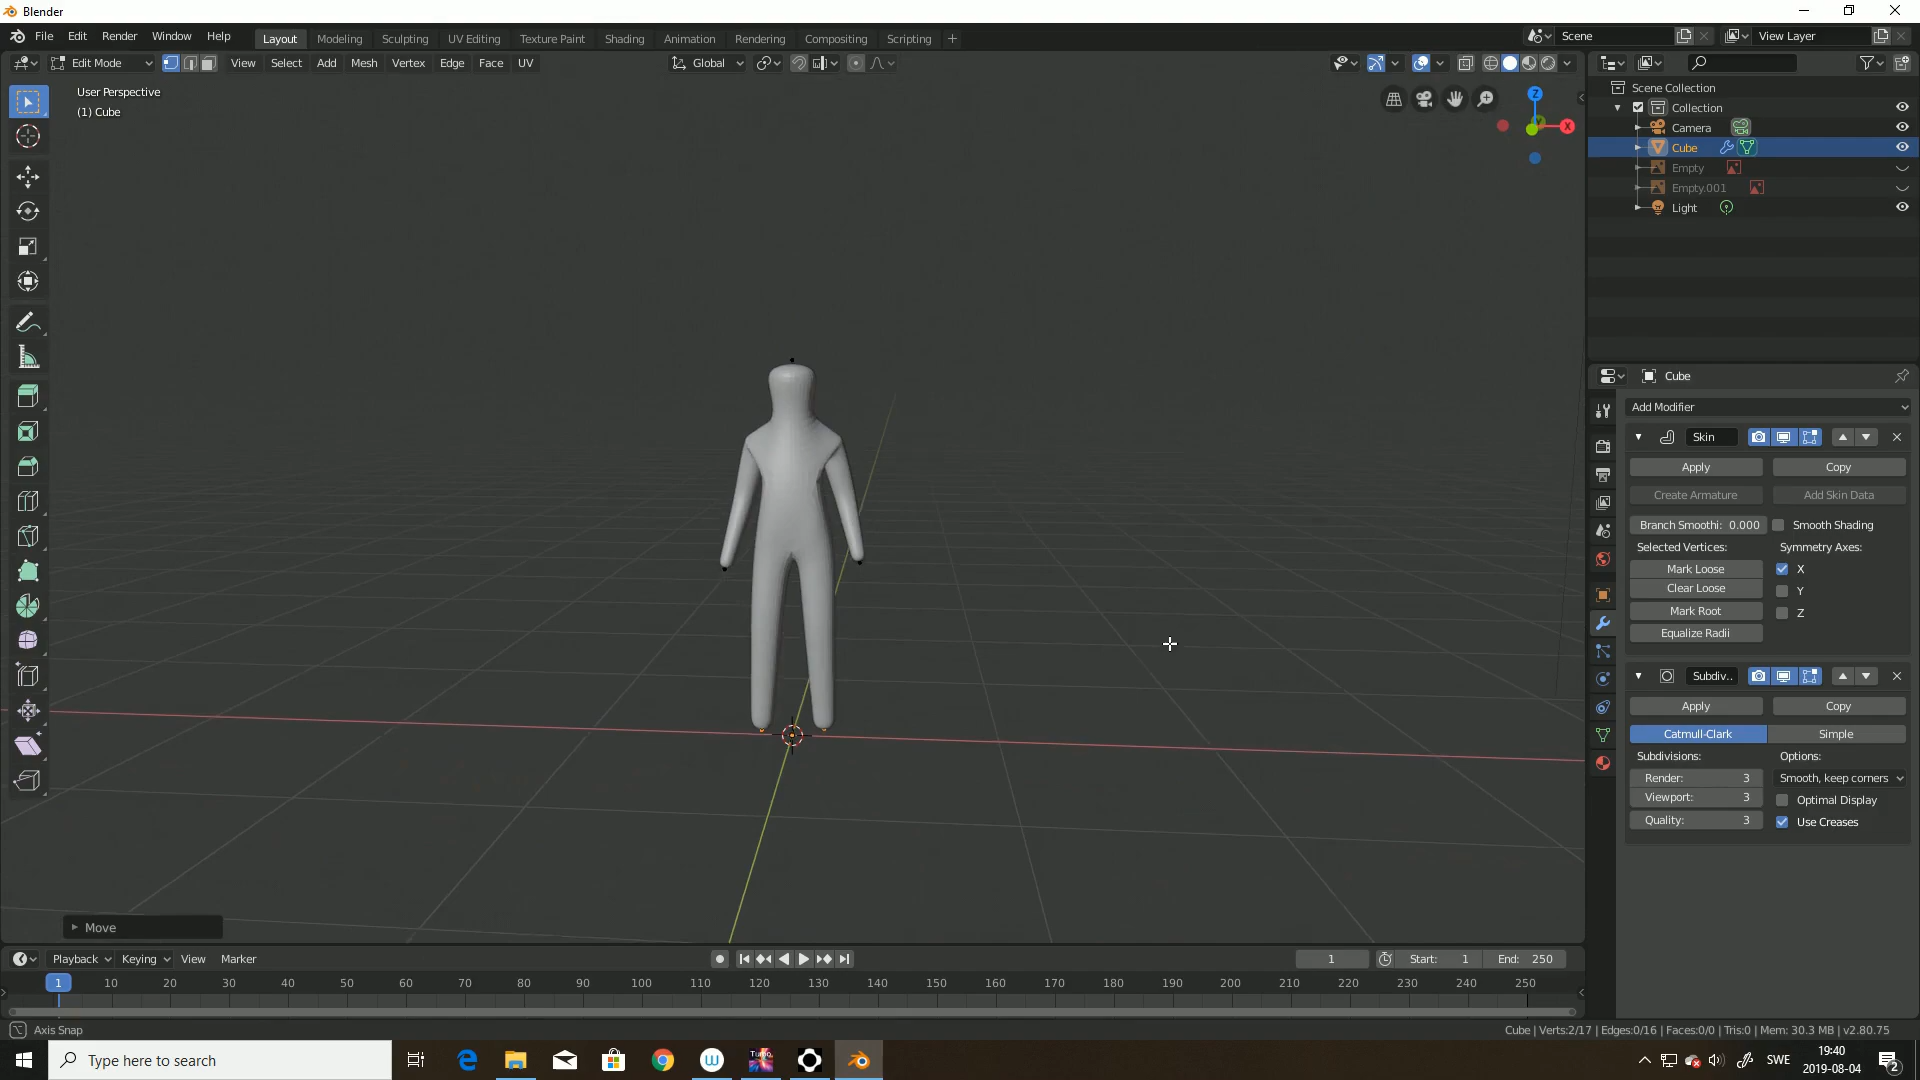 Blender
File Edit Render Window Help
Layout Modeling Sculpting UV Editing Texture Paint Shading Animation Rendering Compositing Scripting +
Scene
View Layer
Edit Mode
View Select Add Mesh Vertex Edge Face UV
Global
User Perspective
(1) Cube
Z
X
Scene Collection
Collection
Camera
Cube
Empty
Empty.001
Light
Cube
Add Modifier
Skin
Apply Copy
Create Armature Add Skin Data
Branch Smoothi: 0.000 Smooth Shading
Selected Vertices: Symmetry Axes:
Mark Loose X
Clear Loose Y
Mark Root Z
Equalize Radii
Subdiv..
Apply Copy
Catmull-Clark Simple
Subdivisions: Options:
Render: 3 Smooth, keep corners
Viewport: 3 Optimal Display
Quality: 3 Use Creases
Move
Playback Keying View Marker
1 Start: 1 End: 250
1 10 20 30 40 50 60 70 80 90 100 110 120 130 140 150 160 170 180 190 200 210 220 230 240 250
Axis Snap
Cube | Verts:2/17 | Edges:0/16 | Faces:0/0 | Tris:0 | Mem: 30.3 MB | v2.80.75
Type here to search
SWE
19:40
2019-08-04
2